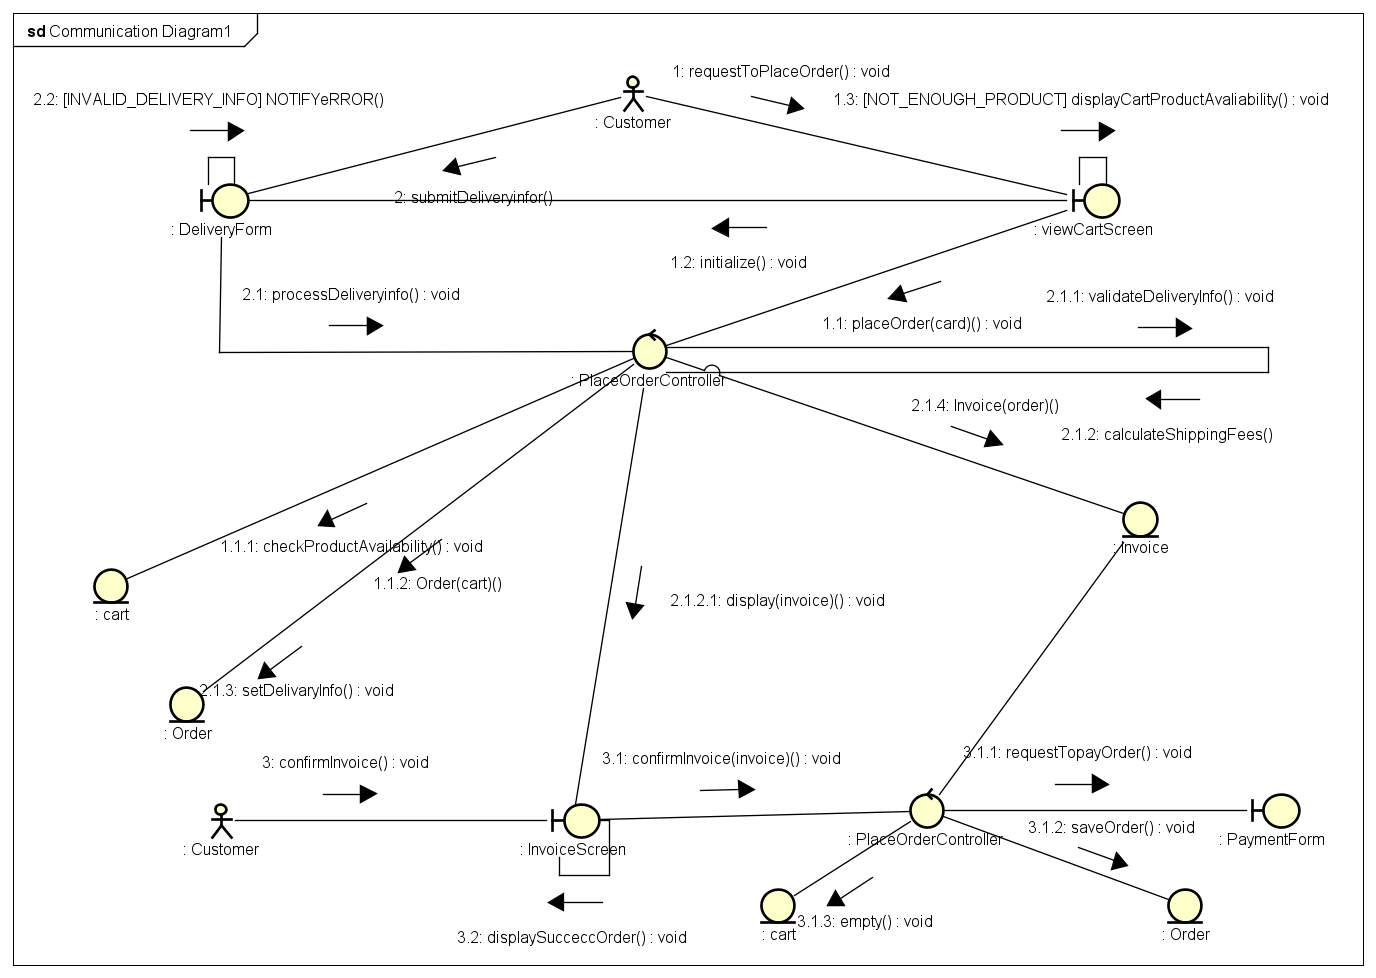 sd Communication Diagram1
1: requestToPlaceOrder() : void
2.2: [INVALID_DELIVERY_INFO] NOTIFYeRROR()
1.3: [NOT_ENOUGH_PRODUCT] displayCartProductAvaliability() : void
: Customer
2: submitDeliveryinfor()
: DeliveryForm
: viewCartScreen
1.2: initialize() : void
2.1: processDeliveryinfo() : void
2.1.1: validateDeliveryInfo() : void
1.1: placeOrder(card)() : void
: PlaceOrderController
2.1.4: Invoice(order)()
2.1.2: calculateShippingFees()
1.1.1: checkProductAvailability() : void
: Invoice
1.1.2: Order(cart)()
2.1.2.1: display(invoice)() : void
: cart
2.1.3: setDelivaryInfo() : void
: Order
3: confirmInvoice() : void
3.1: confirmInvoice(invoice)() : void
3.1.1: requestTopayOrder() : void
3.1.2: saveOrder() : void
: Customer
: InvoiceScreen
: PlaceOrderController
: PaymentForm
3.1.3: empty() : void
: cart
: Order
3.2: displaySucceccOrder() : void